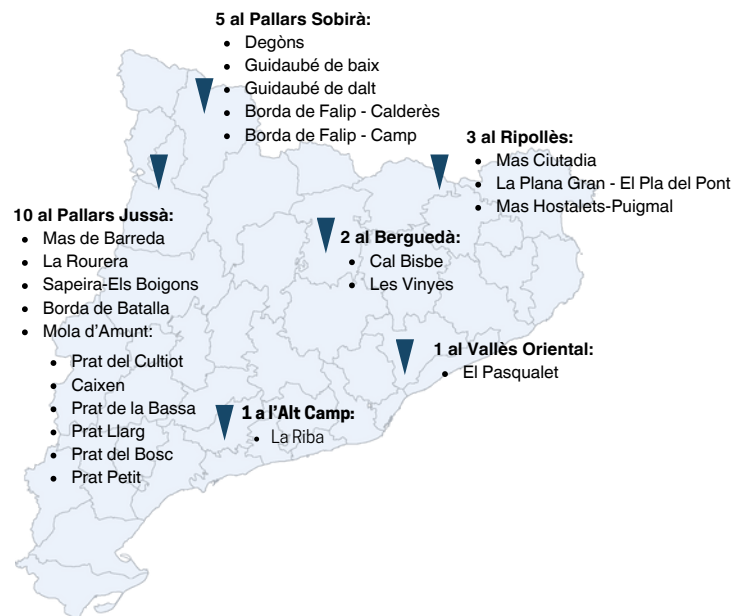 5 al Pallars Sobirà:
• Degòns
• Guidaubé de baix
• Guidaubé de dalt
• Borda de Falip - Calderès
• Borda de Falip - Camp
3 al Ripollès:
• Mas Ciutadia
• La Plana Gran - El Pla del Pont
• Mas Hostalets-Puigmal
10 al Pallars Jussà:
• Mas de Barreda
• La Rourera
• Sapeira-Els Boigons
• Borda de Batalla
• Mola d’Amunt:
• Prat del Cultiot
• Caixen
• Prat de la Bassa
• Prat Llarg
• Prat del Bosc
• Prat Petit
2 al Berguedà:
• Cal Bisbe
• Les Vinyes
1 al Vallès Oriental:
• El Pasqualet
1 a l’Alt Camp:
• La Riba